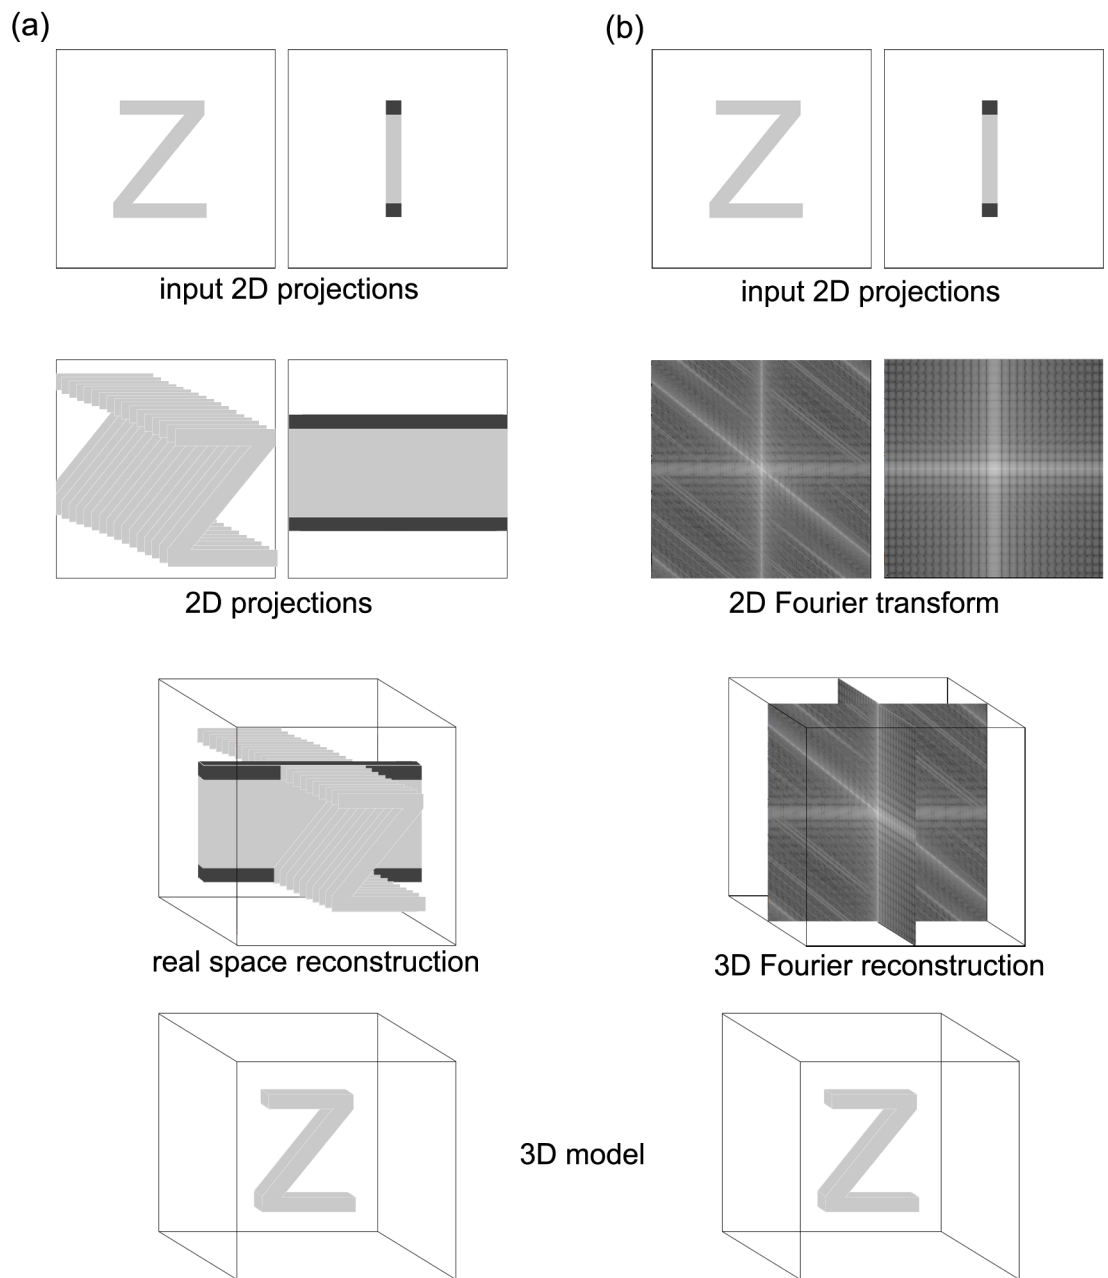 (a)
(b)
input 2D projections
input 2D projections
2D projections
2D Fourier transform
real space reconstruction
3D Fourier reconstruction
3D model